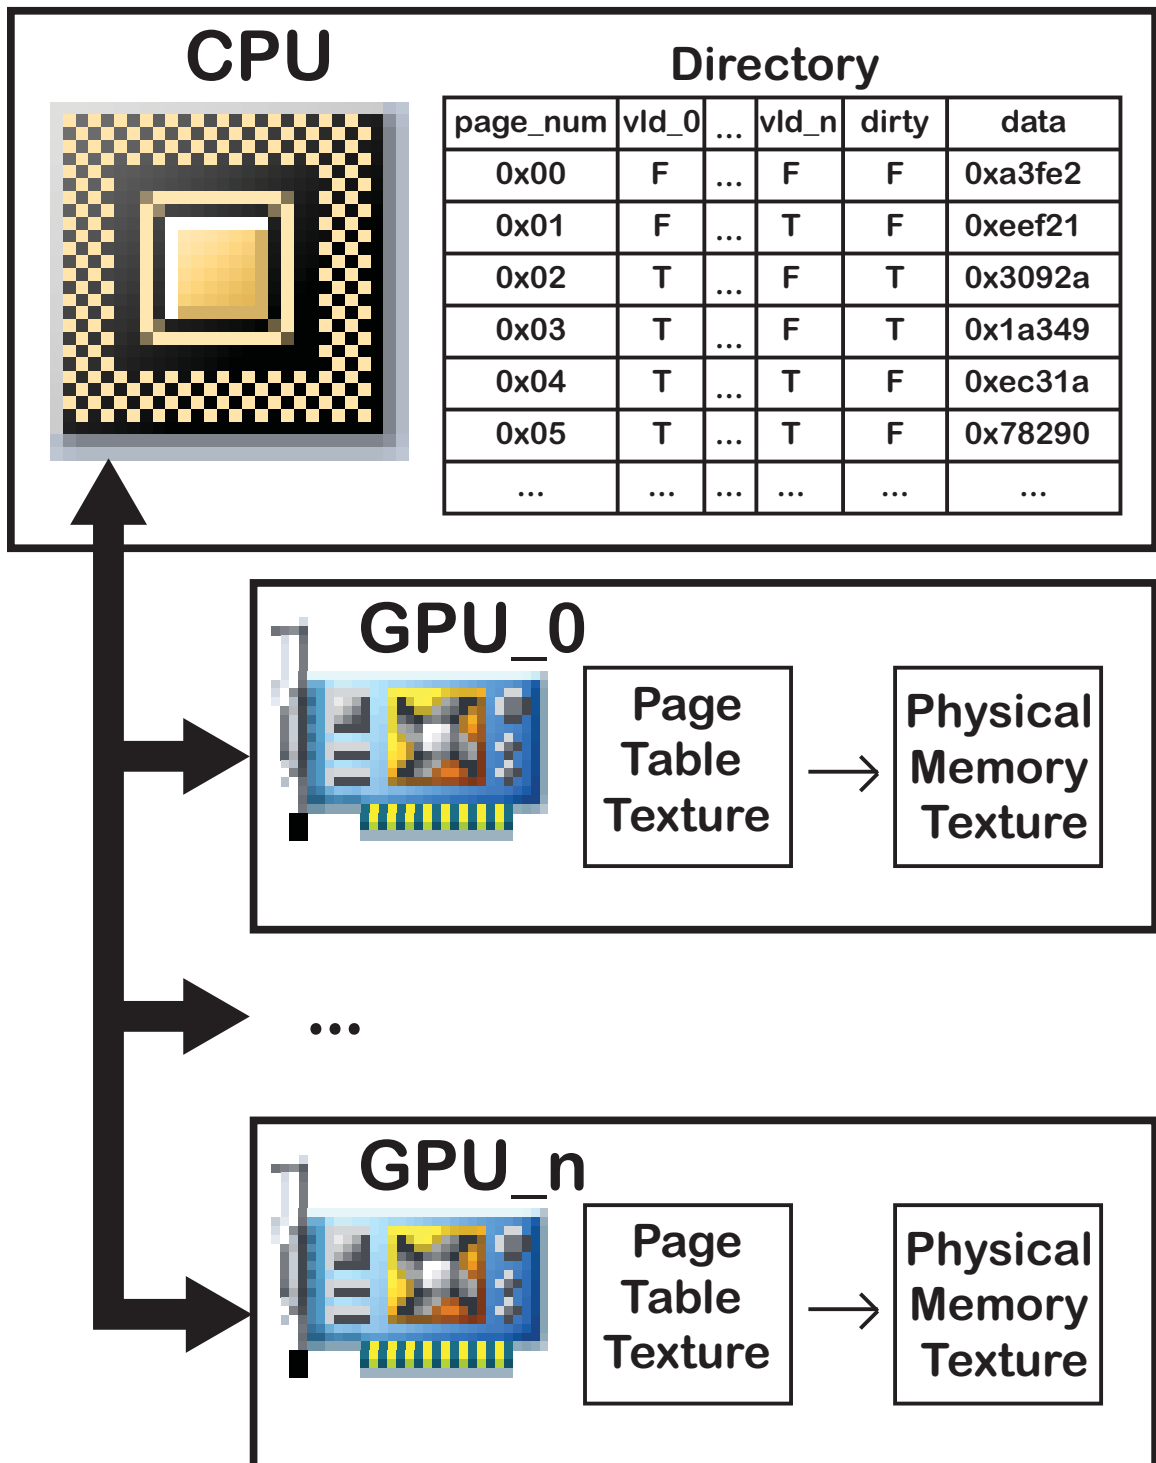 CPU
Directory
page_num vld_0 ... vld_n dirty data
0x00 F ... F F 0xa3fe2
0x01 F ... T F 0xeef21
0x02 T ... F T 0x3092a
0x03 T ... F T 0x1a349
0x04 T ... T F 0xec31a
0x05 T ... T F 0x78290
... ... ... ... ... ...
GPU_0
Page
Table
Texture
Physical
Memory
Texture
...
GPU_n
Page
Table
Texture
Physical
Memory
Texture